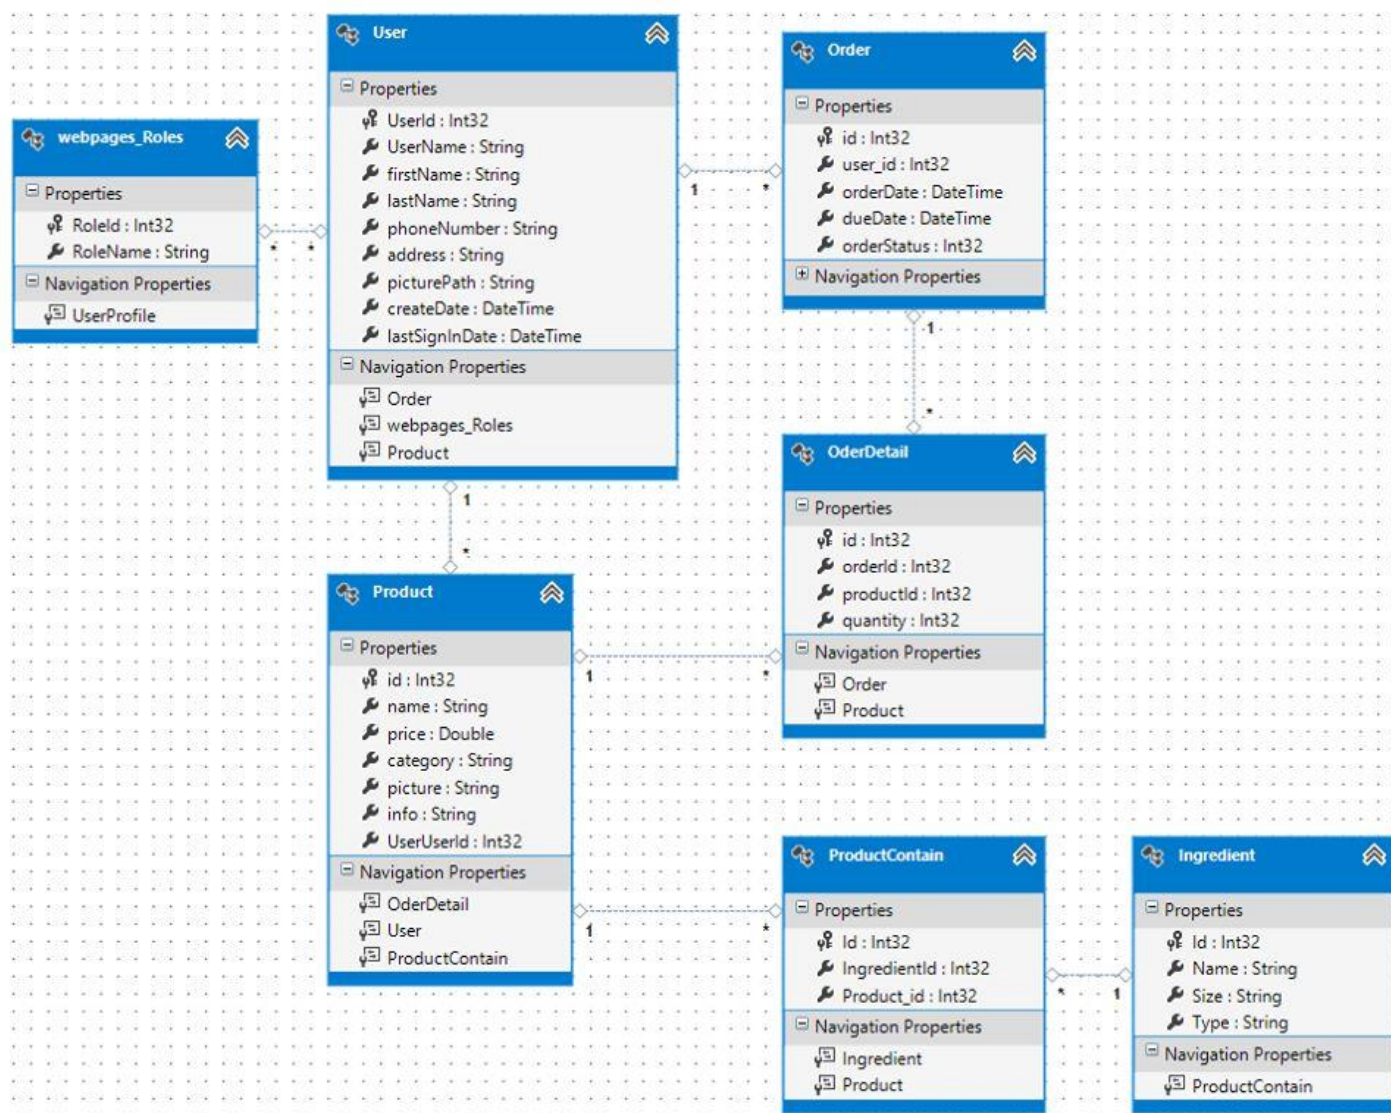 User
Properties
UserId : Int32
UserName : String
firstName : String
lastName : String
phoneNumber : String
address : String
picturePath : String
createDate : DateTime
lastSignInDate : DateTime
Navigation Properties
Order
webpages_Roles
Product
Order
Properties
id : Int32
user_id : Int32
orderDate : DateTime
dueDate : DateTime
orderStatus : Int32
Navigation Properties
webpages_Roles
Properties
RoleId : Int32
RoleName : String
Navigation Properties
UserProfile
* *
1 *
1
*
1
*
OderDetail
Properties
id : Int32
orderId : Int32
productId : Int32
quantity : Int32
Navigation Properties
Order
Product
Product
Properties
id : Int32
name : String
price : Double
category : String
picture : String
info : String
UserUserId : Int32
Navigation Properties
OderDetail
User
ProductContain
1 *
1 *
ProductContain
Properties
Id : Int32
IngredientId : Int32
Product_id : Int32
Navigation Properties
Ingredient
Product
* 1
Ingredient
Properties
Id : Int32
Name : String
Size : String
Type : String
Navigation Properties
ProductContain